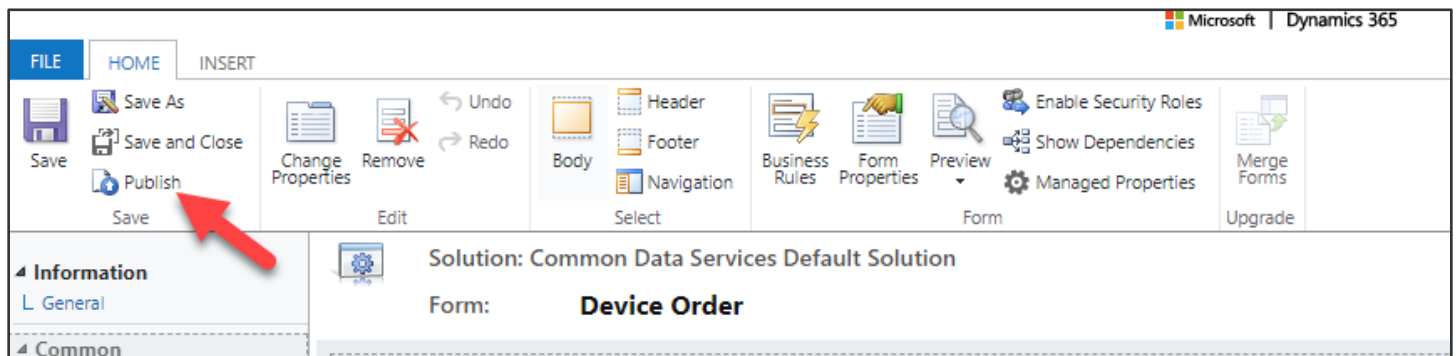 Microsoft | Dynamics 365
FILE HOME INSERT
Save
Save As
Save and Close
Publish
Save
Change
Properties
Remove
Undo
Redo
Edit
Body
Header
Footer
Navigation
Select
Business
Rules
Form
Properties
Preview
Enable Security Roles
Show Dependencies
Managed Properties
Form
Merge
Forms
Upgrade
Information
General
Common
Solution: Common Data Services Default Solution
Form: Device Order